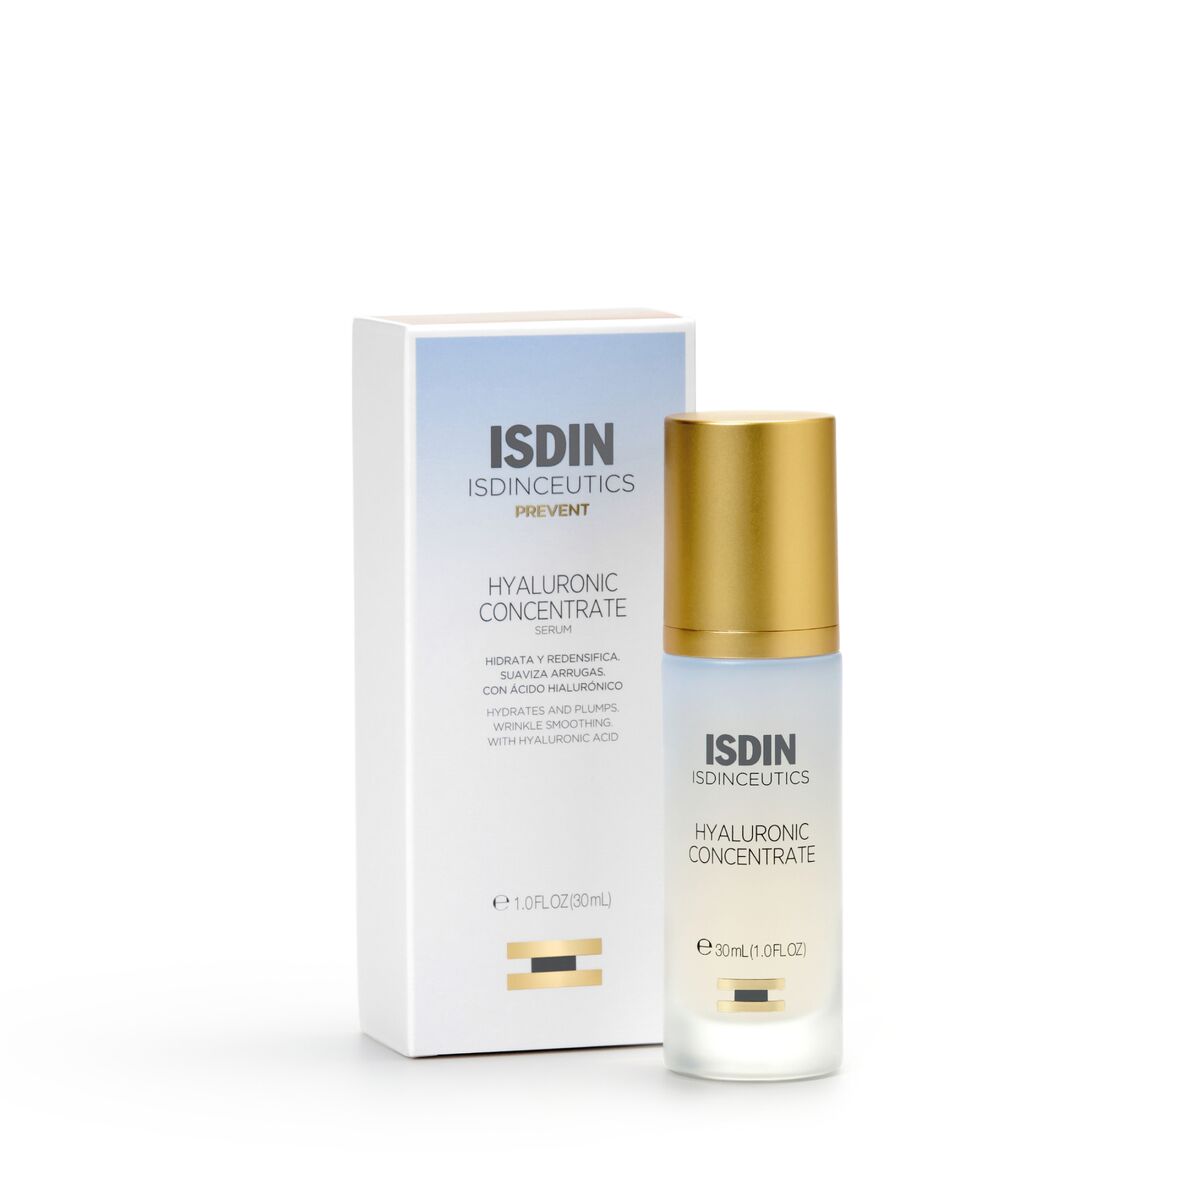 ISDIN
ISDINCEUTICS
PREVENT
HYALURONIC
CONCENTRATE
SERUM
HIDRATA Y REDENSIFICA.
SUAVIZA ARRUGAS.
CON ÁCIDO HIALURÓNICO
HYDRATES AND PLUMPS.
WRINKLE SMOOTHING.
WITH HYALURONIC ACID
℮ 1.0 FL OZ (30 mL)
ISDIN
ISDINCEUTICS
HYALURONIC
CONCENTRATE
℮ 30 mL (1.0 FL OZ)